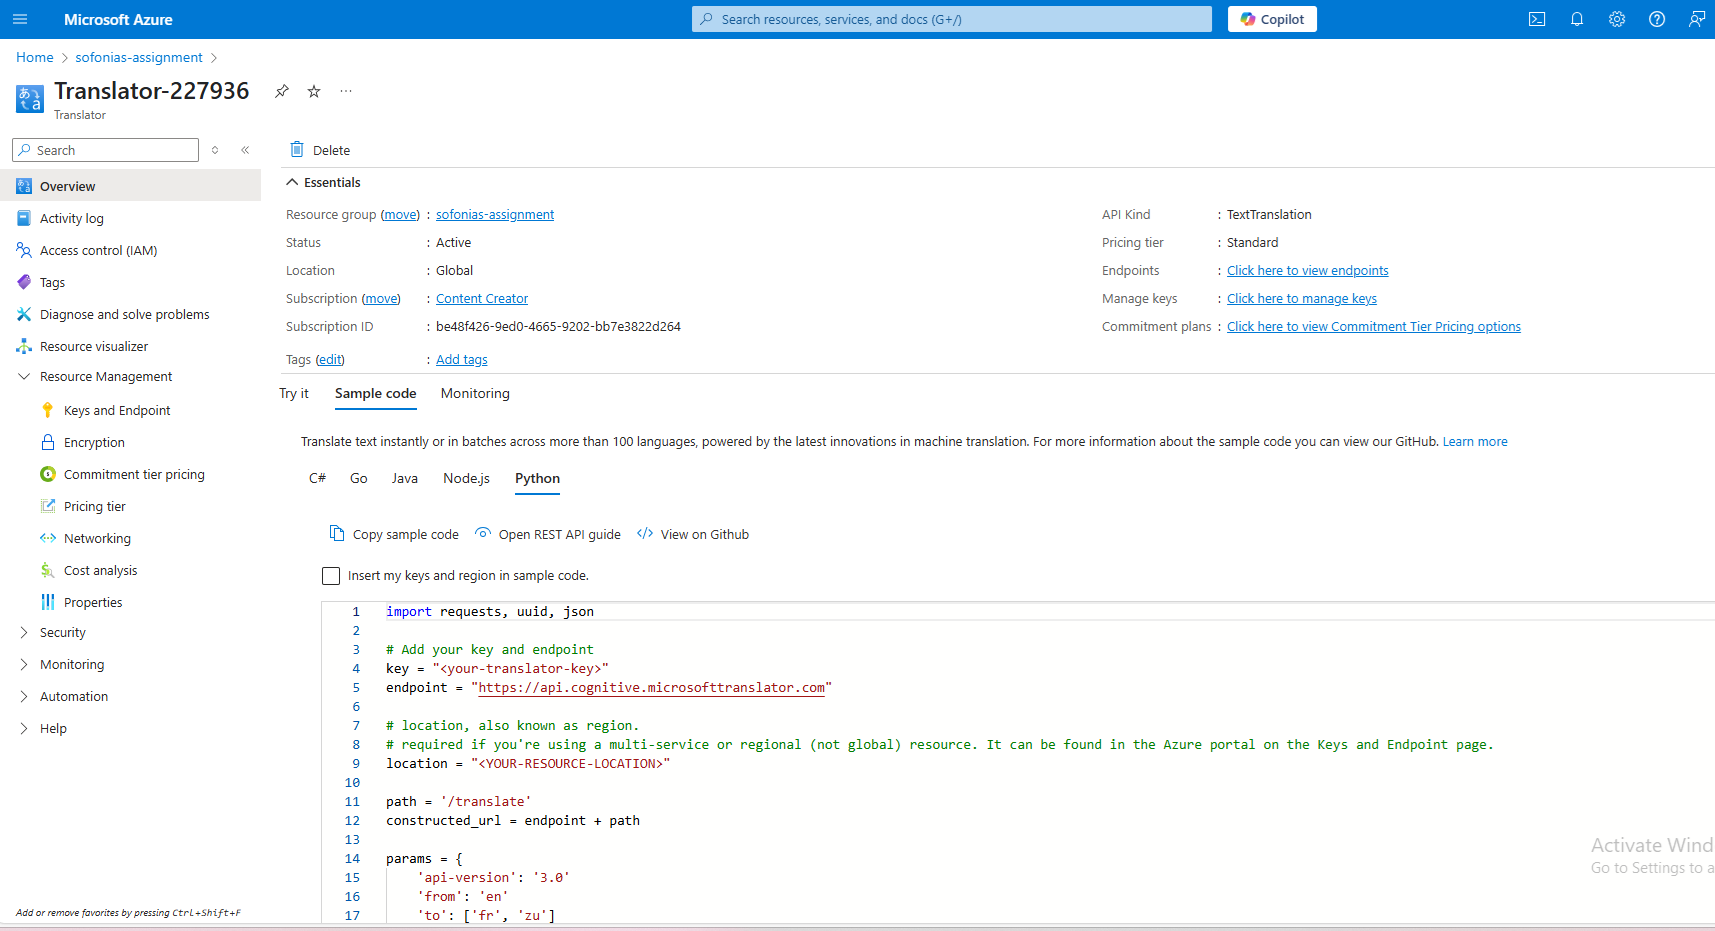 Microsoft Azure
Search resources, services, and docs (G+/)
Copilot
Home > sofonias-assignment >
Translator-227936
...
Translator
Search
Overview
Activity log
Access control (IAM)
Tags
Diagnose and solve problems
Resource visualizer
Resource Management
Keys and Endpoint
Encryption
Commitment tier pricing
Pricing tier
Networking
Cost analysis
Properties
Security
Monitoring
Automation
Help
Add or remove favorites by pressing Ctrl+Shift+F
Delete
Essentials
Resource group (move) : sofonias-assignment
Status : Active
Location : Global
Subscription (move) : Content Creator
Subscription ID : be48f426-9ed0-4665-9202-bb7e3822d264
Tags (edit) : Add tags
API Kind : TextTranslation
Pricing tier : Standard
Endpoints : Click here to view endpoints
Manage keys : Click here to manage keys
Commitment plans : Click here to view Commitment Tier Pricing options
Try it Sample code Monitoring
Translate text instantly or in batches across more than 100 languages, powered by the latest innovations in machine translation. For more information about the sample code you can view our GitHub. Learn more
C# Go Java Node.js Python
Copy sample code Open REST API guide </> View on Github
Insert my keys and region in sample code.
1 import requests, uuid, json
2
3 # Add your key and endpoint
4 key = "<your-translator-key>"
5 endpoint = "https://api.cognitive.microsofttranslator.com"
6
7 # location, also known as region.
8 # required if you're using a multi-service or regional (not global) resource. It can be found in the Azure portal on the Keys and Endpoint page.
9 location = "<YOUR-RESOURCE-LOCATION>"
10
11 path = '/translate'
12 constructed_url = endpoint + path
13
14 params = {
15 'api-version': '3.0'
16 'from': 'en'
17 'to': ['fr', 'zu']
Activate Wind
Go to Settings to a